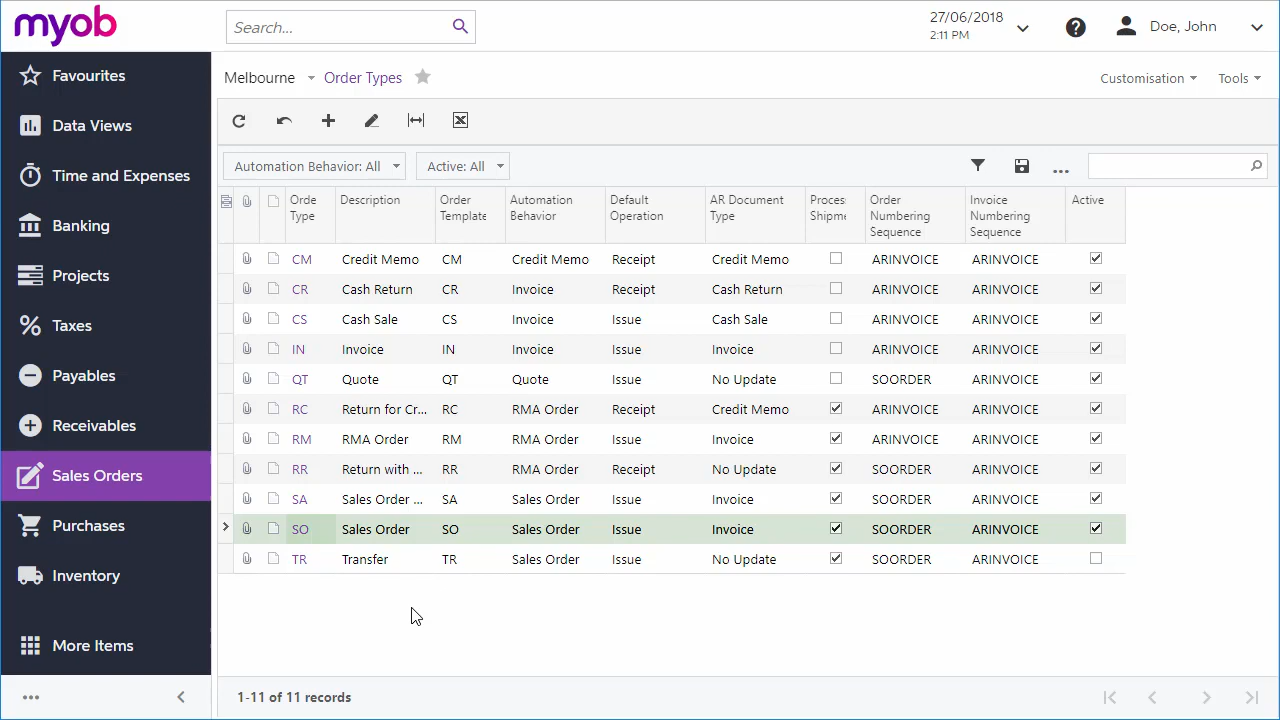 myob
Search...
27/06/2018
2:11 PM
Doe, John
Favourites
Data Views
Time and Expenses
Banking
Projects
Taxes
Payables
Receivables
Sales Orders
Purchases
Inventory
More Items
Melbourne Order Types
Customisation Tools
Automation Behavior: All Active: All
Orde Type Description Order Template Automation Behavior Default Operation AR Document Type Proces Shipme Order Numbering Sequence Invoice Numbering Sequence Active
CM Credit Memo CM Credit Memo Receipt Credit Memo ARINVOICE ARINVOICE
CR Cash Return CR Invoice Receipt Cash Return ARINVOICE ARINVOICE
CS Cash Sale CS Invoice Issue Cash Sale ARINVOICE ARINVOICE
IN Invoice IN Invoice Issue Invoice ARINVOICE ARINVOICE
QT Quote QT Quote Issue No Update SOORDER ARINVOICE
RC Return for Cr... RC RMA Order Receipt Credit Memo ARINVOICE ARINVOICE
RM RMA Order RM RMA Order Issue Invoice ARINVOICE ARINVOICE
RR Return with ... RR RMA Order Receipt No Update SOORDER ARINVOICE
SA Sales Order ... SA Sales Order Issue Invoice SOORDER ARINVOICE
SO Sales Order SO Sales Order Issue Invoice SOORDER ARINVOICE
TR Transfer TR Sales Order Issue No Update SOORDER ARINVOICE
1-11 of 11 records